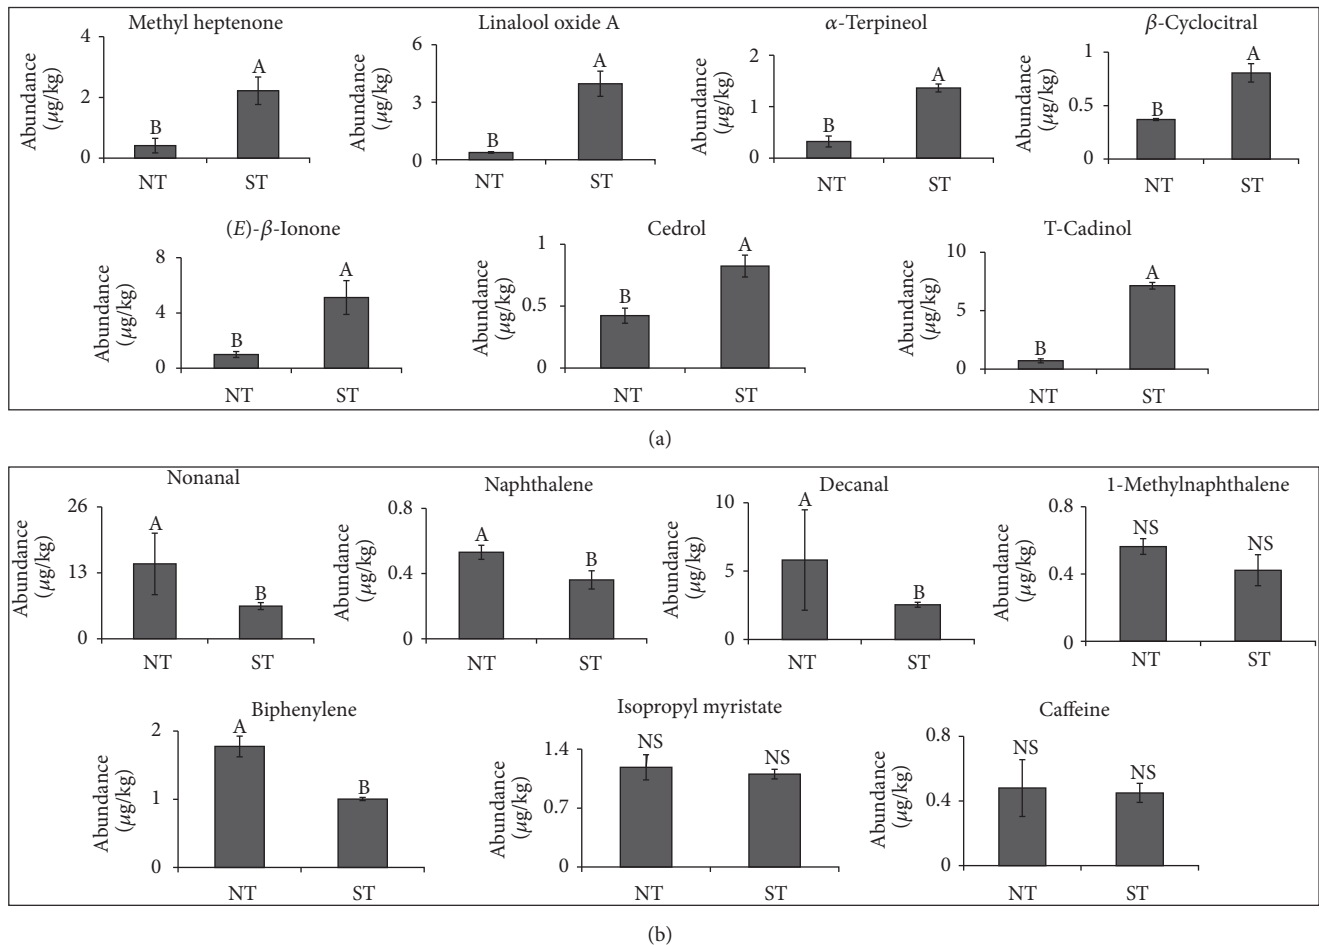 Methyl heptenone
Abundance
(μg/kg)
4
2
0
B
A
NT
ST
Linalool oxide A
Abundance
(μg/kg)
6
3
0
B
A
NT
ST
α-Terpineol
Abundance
(μg/kg)
2
1
0
B
A
NT
ST
β-Cyclocitral
Abundance
(μg/kg)
1
0.5
0
B
A
NT
ST
(E)-β-Ionone
Abundance
(μg/kg)
8
4
0
B
A
NT
ST
Cedrol
Abundance
(μg/kg)
1
0.5
0
B
A
NT
ST
T-Cadinol
Abundance
(μg/kg)
10
5
0
B
A
NT
ST
(a)
Nonanal
Abundance
(μg/kg)
26
13
0
A
B
NT
ST
Naphthalene
Abundance
(μg/kg)
0.8
0.4
0
A
B
NT
ST
Decanal
Abundance
(μg/kg)
10
5
0
A
B
NT
ST
1-Methylnaphthalene
Abundance
(μg/kg)
0.8
0.4
0
NS
NS
NT
ST
Biphenylene
Abundance
(μg/kg)
2
1
0
A
B
NT
ST
Isopropyl myristate
Abundance
(μg/kg)
1.4
0.7
0
NS
NS
NT
ST
Caffeine
Abundance
(μg/kg)
0.8
0.4
0
NS
NS
NT
ST
(b)